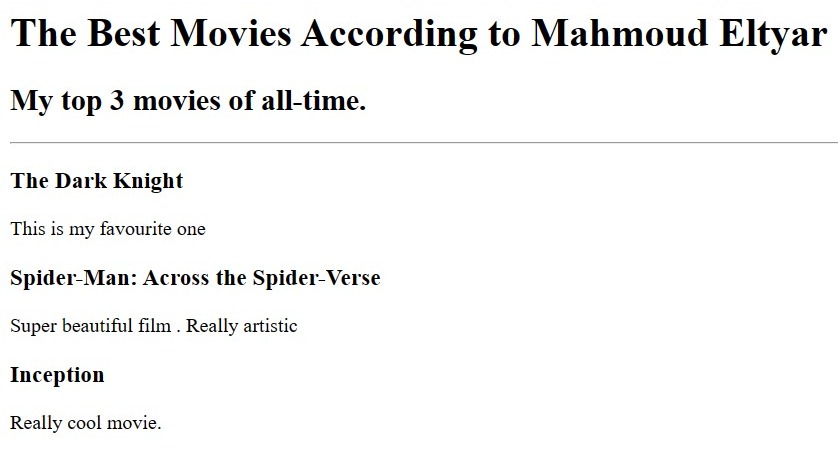 The Best Movies According to Mahmoud Eltyar
My top 3 movies of all-time.
The Dark Knight
This is my favourite one
Spider-Man: Across the Spider-Verse
Super beautiful film . Really artistic
Inception
Really cool movie.